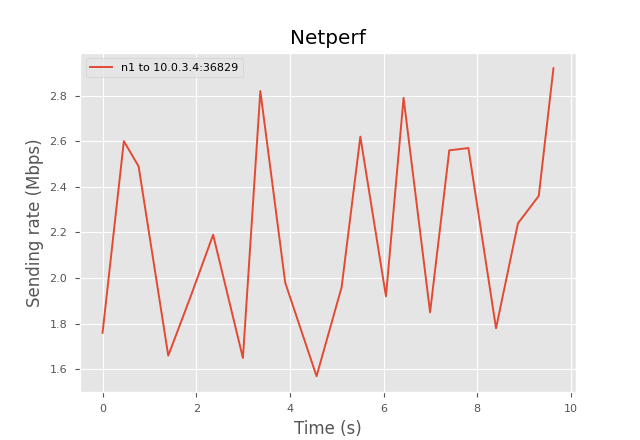 Netperf
n1 to 10.0.3.4:36829
Sending rate (Mbps)
2.8
2.6
2.4
2.2
2.0
1.8
1.6
0 2 4 6 8 10
Time (s)